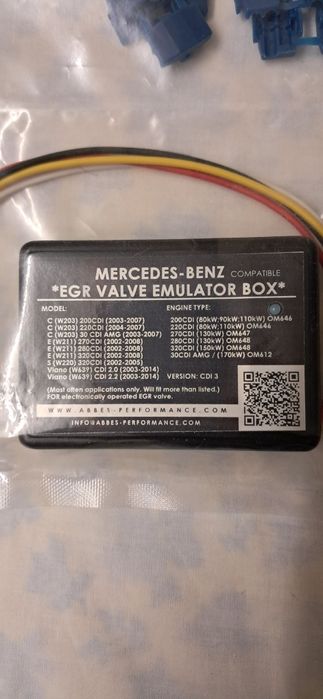 MERCEDES-BENZ COMPATIBLE
*EGR VALVE EMULATOR BOX*
MODEL: ENGINE TYPE:
C (W203) 200CDI (2003-2007) 200CDI (80kW;90kW;110kW) OM646
C (W203) 220CDI (2004-2007) 220CDI (80kW;110kW) OM646
C (W203) 30 CDI AMG (2003-2007) 270CDI (130kW) OM647
E (W211) 270CDI (2002-2008) 280CDI (130kW) OM648
E (W211) 280CDI (2002-2008) 320CDI (150kW) OM648
E (W211) 320CDI (2002-2008) 30CDI AMG / (170kW) OM612
S (W220) 320CDI (2002-2005)
Viano (W639) CDI 2.0 (2003-2014)
Viano (W639) CDI 2.2 (2003-2014) VERSION: CDI 3
(Most often applications only. Will fit more than listed.)
FOR electronically operated EGR valve.
WWW.ABBES-PERFORMANCE.COM
INFO@ABBES-PERFORMANCE.COM